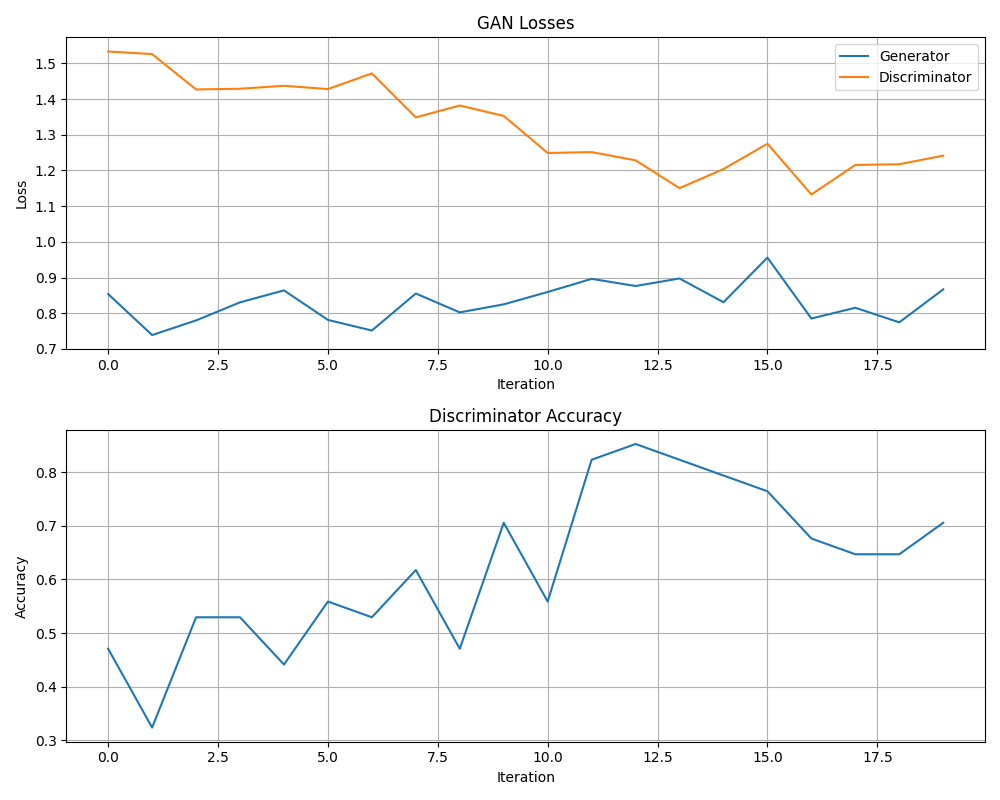 GAN Losses
Generator
Discriminator
Loss
1.5
1.4
1.3
1.2
1.1
1.0
0.9
0.8
0.7
0.0 2.5 5.0 7.5 10.0 12.5 15.0 17.5
Iteration
Discriminator Accuracy
Accuracy
0.8
0.7
0.6
0.5
0.4
0.3
0.0 2.5 5.0 7.5 10.0 12.5 15.0 17.5
Iteration